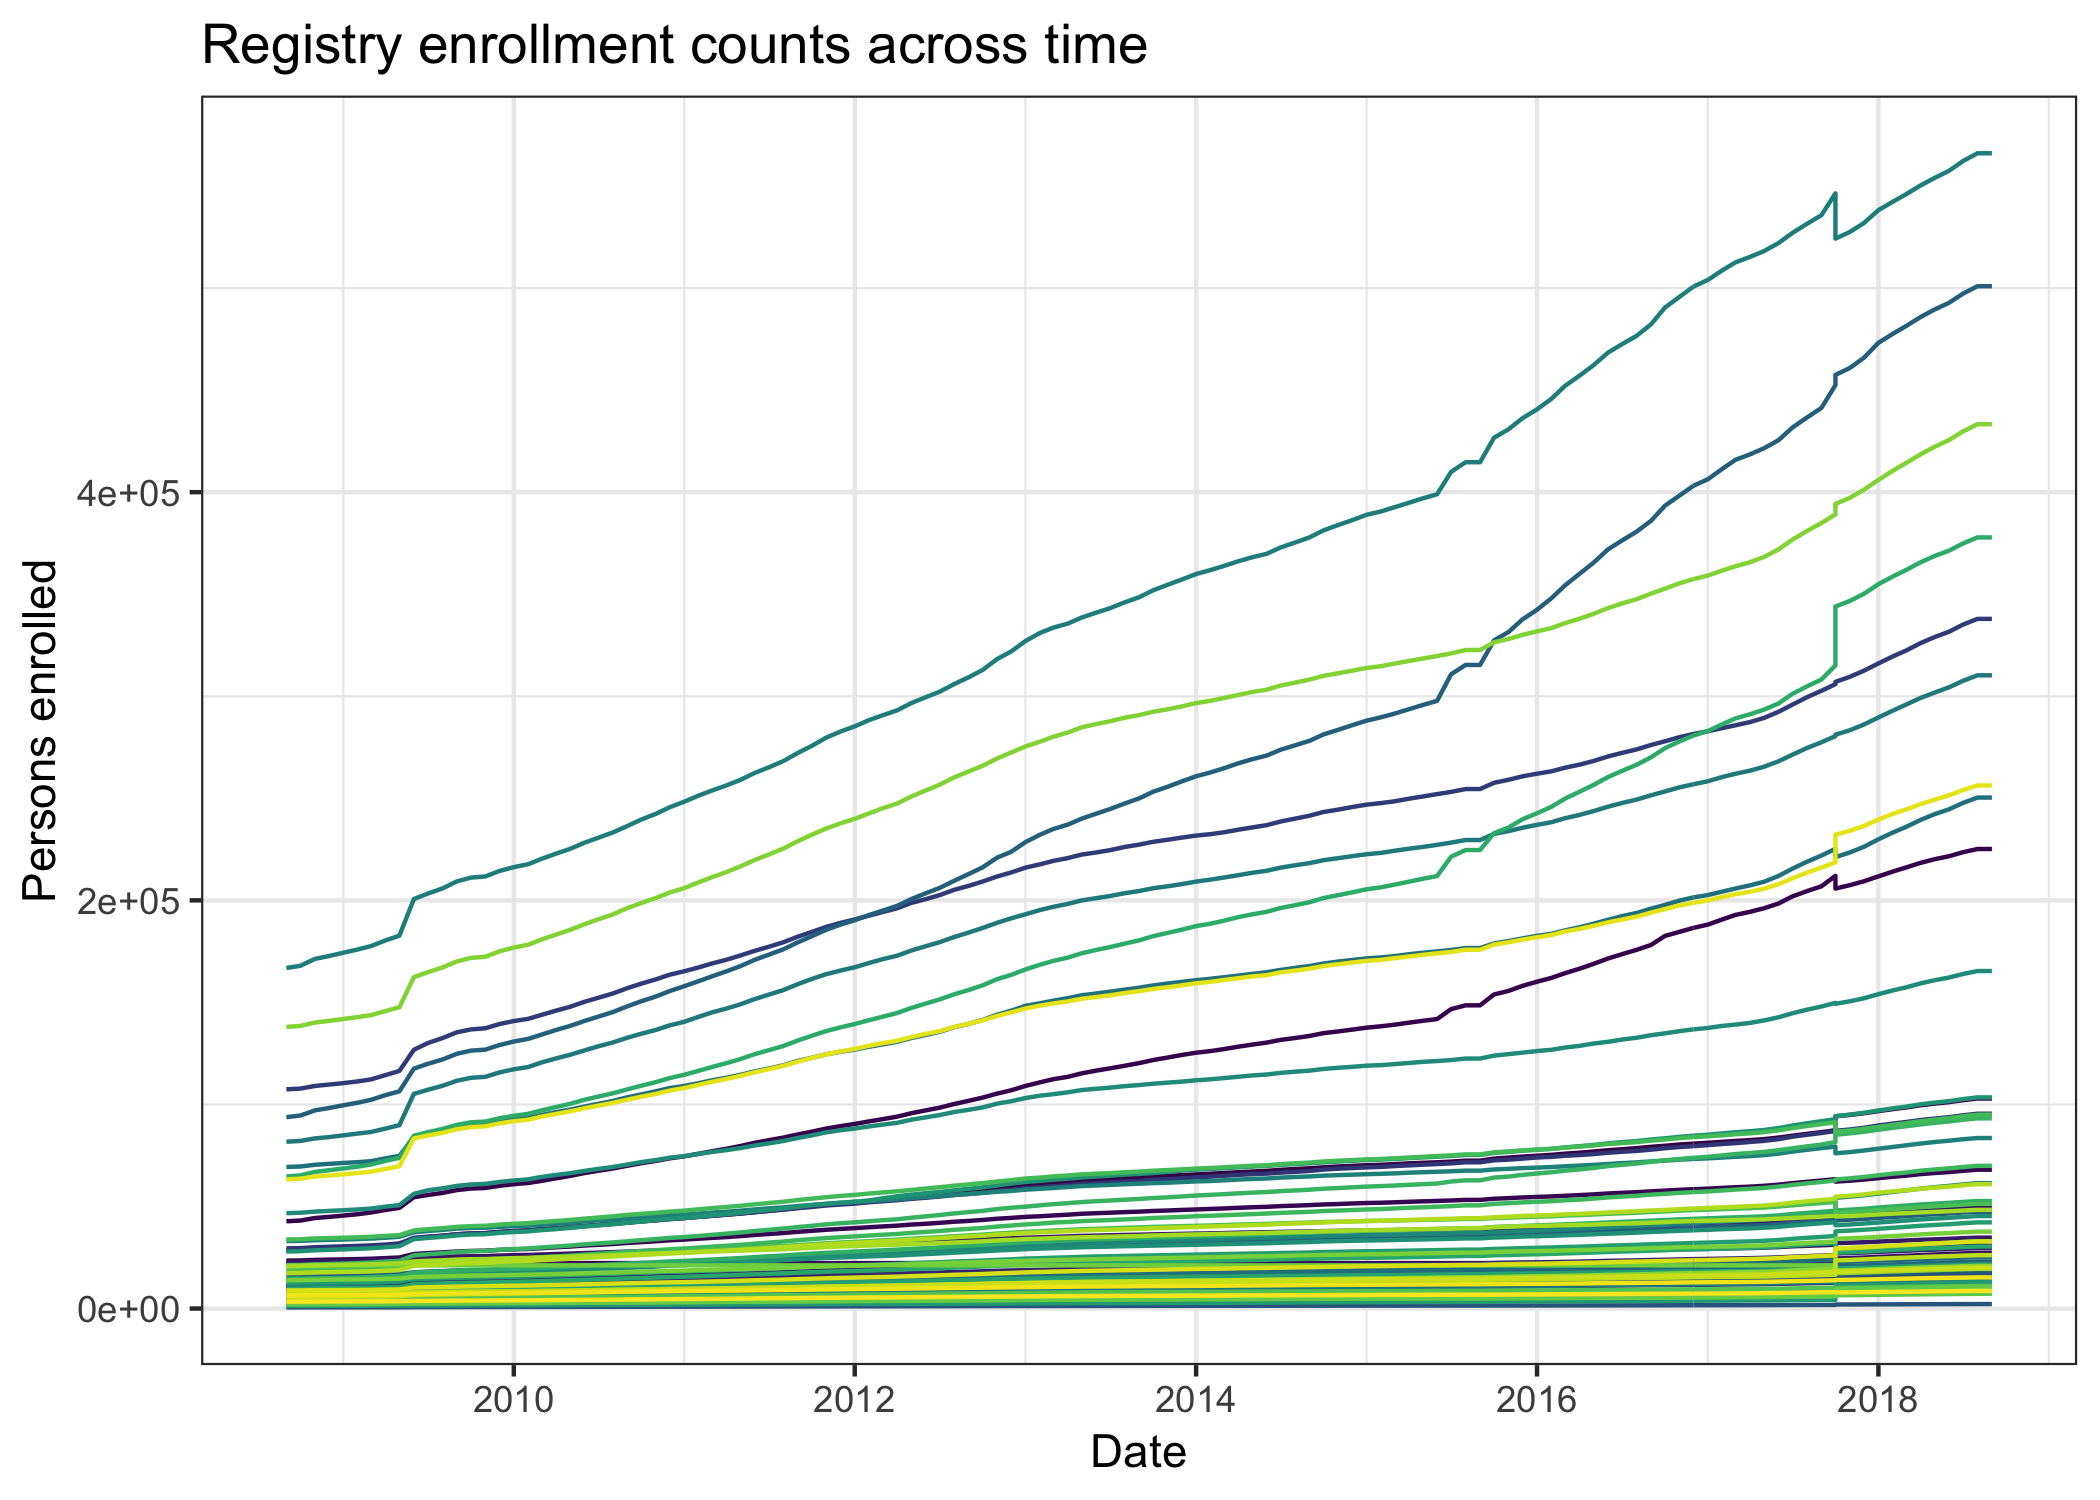 Registry enrollment counts across time
Persons enrolled
4e+05
2e+05
0e+00
2010 2012 2014 2016 2018
Date